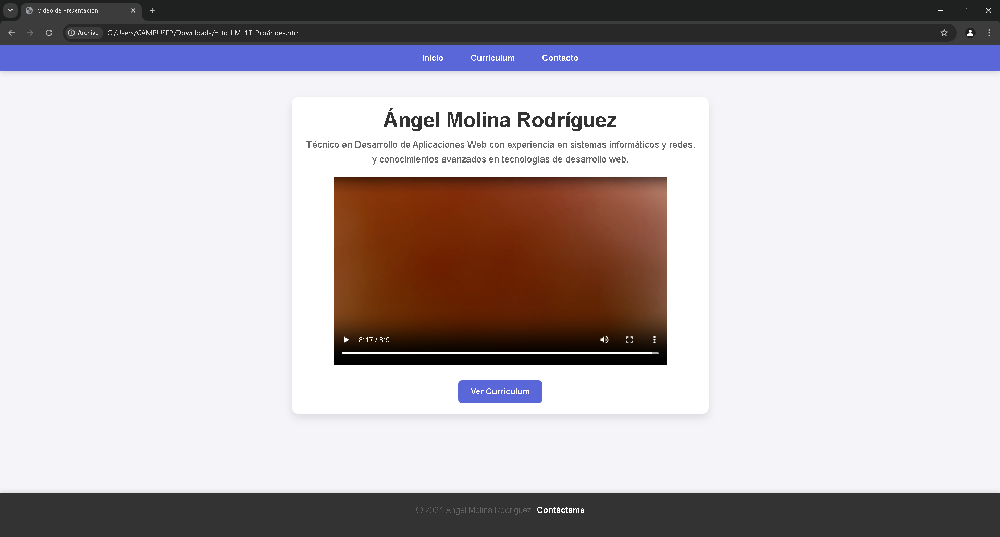 Video de Presentacion
Archivo C:/Users/CAMPUSFP/Downloads/Hito_LM_1T_Pro/index.html
Inicio Currículum Contacto
Ángel Molina Rodríguez
Técnico en Desarrollo de Aplicaciones Web con experiencia en sistemas informáticos y redes,
y conocimientos avanzados en tecnologías de desarrollo web.
8:47 / 8:51
Ver Currículum
© 2024 Ángel Molina Rodríguez | Contáctame